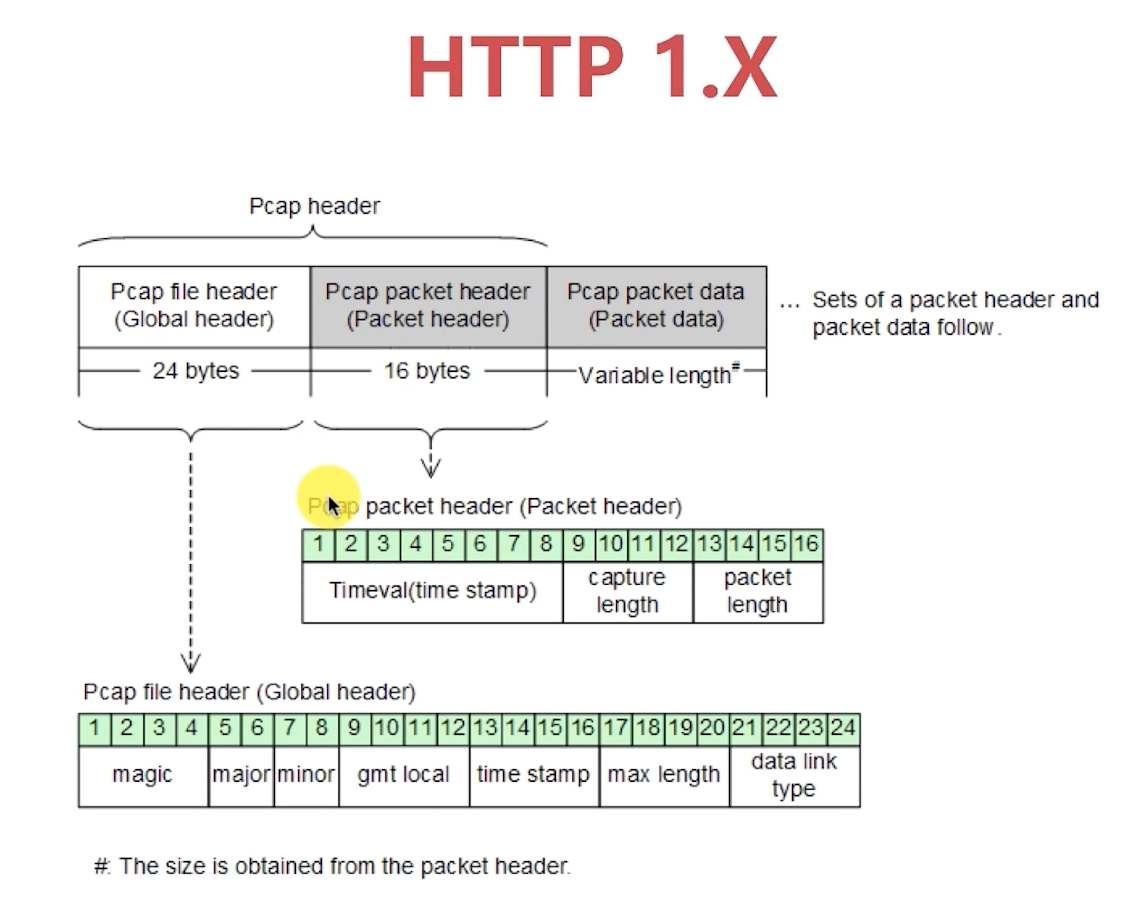 HTTP 1.X
Pcap header
Pcap file header
(Global header)
Pcap packet header
(Packet header)
Pcap packet data
(Packet data)
... Sets of a packet header and
packet data follow.
24 bytes
16 bytes
Variable length#
Pcap packet header (Packet header)
1 2 3 4 5 6 7 8 9 10 11 12 13 14 15 16
Timeval(time stamp)
capture
length
packet
length
Pcap file header (Global header)
1 2 3 4 5 6 7 8 9 10 11 12 13 14 15 16 17 18 19 20 21 22 23 24
magic
major
minor
gmt local
time stamp
max length
data link
type
#: The size is obtained from the packet header.